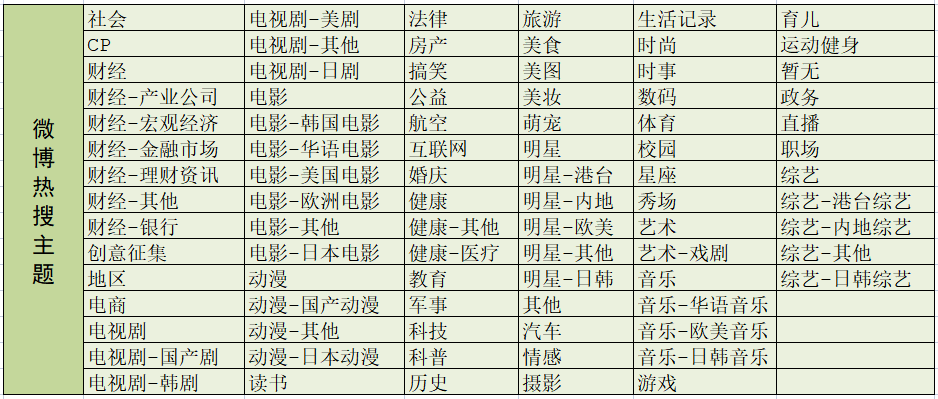 微博热搜主题
社会 电视�-美剧 法律 旅游 生活记录 育儿
CP 电视剧-其他 房产 美食 时尚 运动健身
财经 电视剧-日剧 搞笑 美图 时事 暂无
财经-产业公司 电影 公益 美妆 数码 政务
财经-宏观经济 电影-韩国电影 航空 萌宠 体育 直播
财经-金融市场 电影-华语电影 互联网 明星 校园 职场
财经-理财资讯 电影-美国电影 婚庆 明星-港台 星座 综艺
财经-其他 电影-欧洲电影 健康 明星-内地 秀场 综艺-港台综艺
财经-银行 电影-其他 健康-其他 明星-欧美 艺术 综艺-内地综艺
创意征集 电影-日本电影 健康-医疗 明星-其他 艺术-戏剧 综艺-其他
地区 动漫 教育 明星-日韩 音乐 综艺-日韩综艺
电商 动漫-国产动漫 军事 其他 音乐-华语音乐
电视剧 动漫-其他 科技 汽车 音乐-欧美音乐
电视剧-国产剧 动漫-日本动漫 科普 情感 音乐-日韩音乐
电视剧-韩剧 读书 历史 摄影 游戏